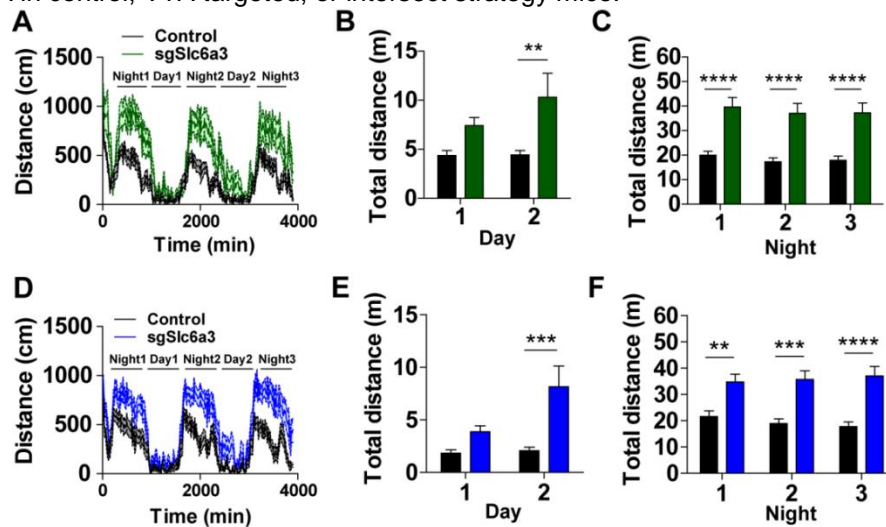 control, VTA targeted, or intersect strategy mice.
A
Control
sgSlc6a3
Night1 Day1 Night2 Day2 Night3
Distance (cm)
1500
1000
500
0
0 2000 4000
Time (min)
B
Total distance (m)
15
10
5
0
**
1 2
Day
C
Total distance (m)
60
50
40
30
20
10
0
**** **** ****
1 2 3
Night
D
Control
sgSlc6a3
Night1 Day1 Night2 Day2 Night3
Distance (cm)
1500
1000
500
0
0 2000 4000
Time (min)
E
Total distance (m)
15
10
5
0
***
1 2
Day
F
Total distance (m)
60
50
40
30
20
10
0
** *** ****
1 2 3
Night